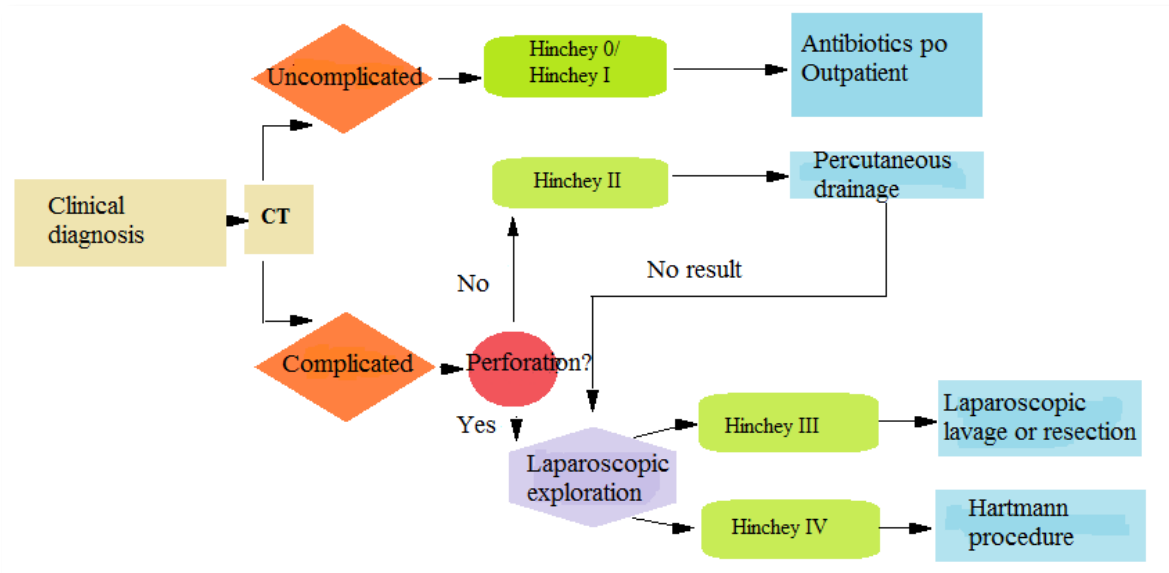 Clinical
diagnosis
CT
Uncomplicated
Hinchey 0/
Hinchey I
Antibiotics po
Outpatient
Complicated
Perforation?
No
Hinchey II
Percutaneous
drainage
No result
Yes
Laparoscopic
exploration
Hinchey III
Laparoscopic
lavage or resection
Hinchey IV
Hartmann
procedure